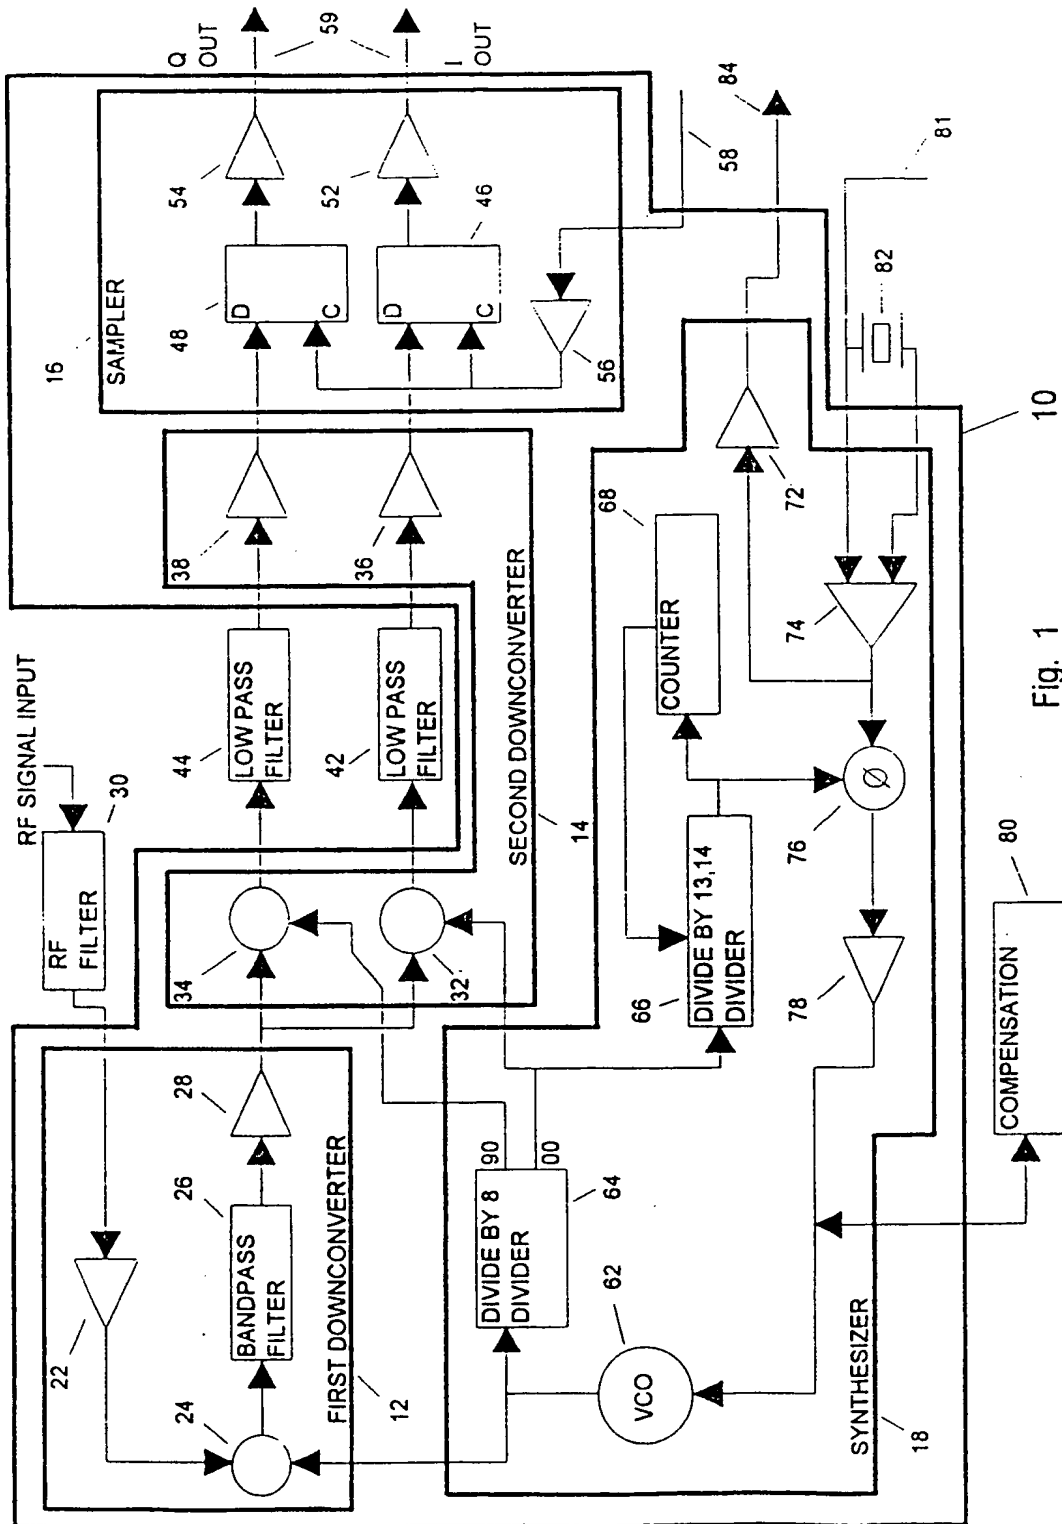 RF SIGNAL INPUT
RF
FILTER
30
22
24
BANDPASS
FILTER
26
28
FIRST DOWNCONVERTER
12
34
32
LOW PASS
FILTER
44
LOW PASS
FILTER
42
38
36
SECOND DOWNCONVERTER
14
16
SAMPLER
48
D
C
46
D
C
54
52
56
Q
OUT
59
I
OUT
58
84
81
82
VCO
62
DIVIDE BY 8
DIVIDER
90
00
64
66
DIVIDE BY 13,14
DIVIDER
COUNTER
68
72
74
76
Ø
78
SYNTHESIZER
18
COMPENSATION
80
10
Fig. 1